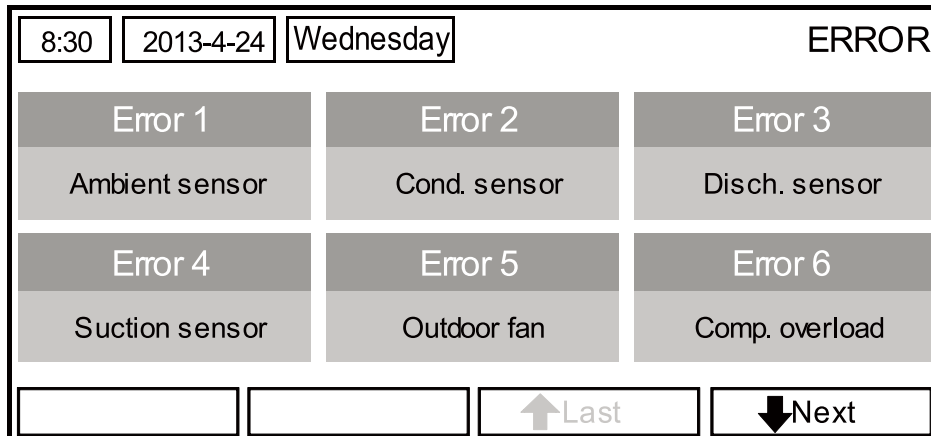 8:30 2013-4-24 Wednesday ERROR
Error 1 Error 2 Error 3
Ambient sensor Cond. sensor Disch. sensor
Error 4 Error 5 Error 6
Suction sensor Outdoor fan Comp. overload
Last Next